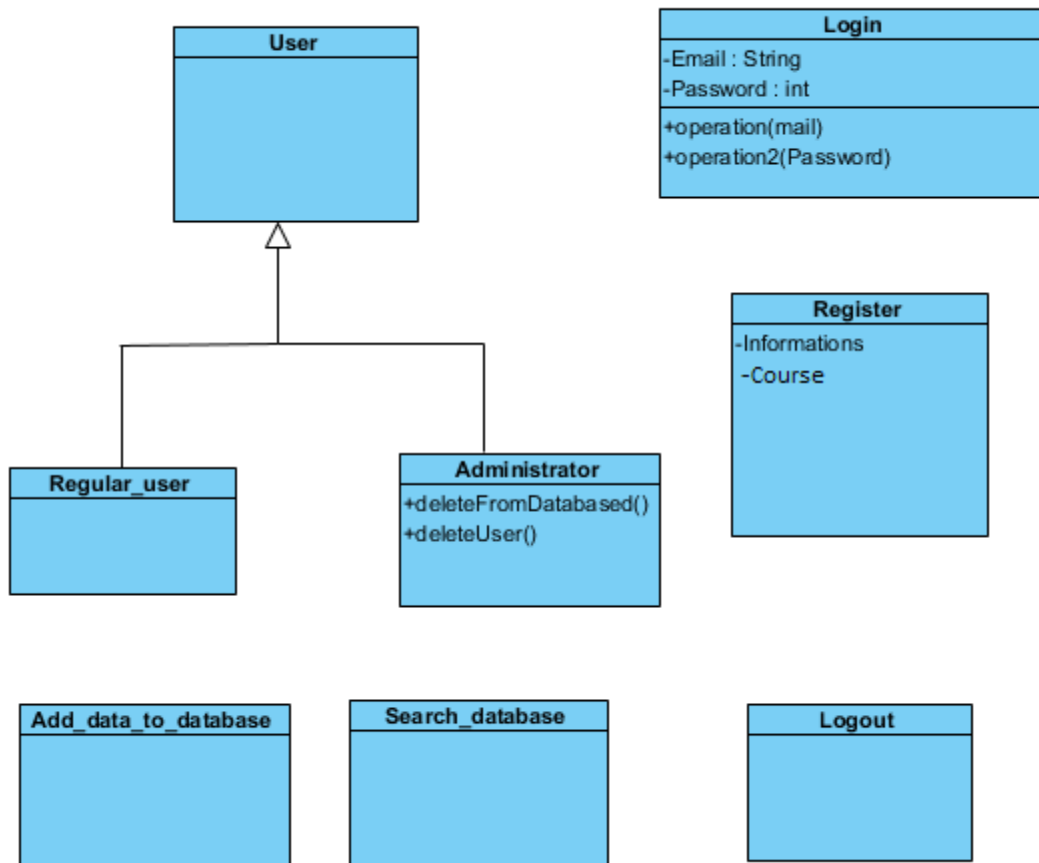 User
Login
-Email : String
-Password : int
+operation(mail)
+operation2(Password)
Register
-Informations
-Course
Regular_user
Administrator
+deleteFromDatabased()
+deleteUser()
Add_data_to_database
Search_database
Logout